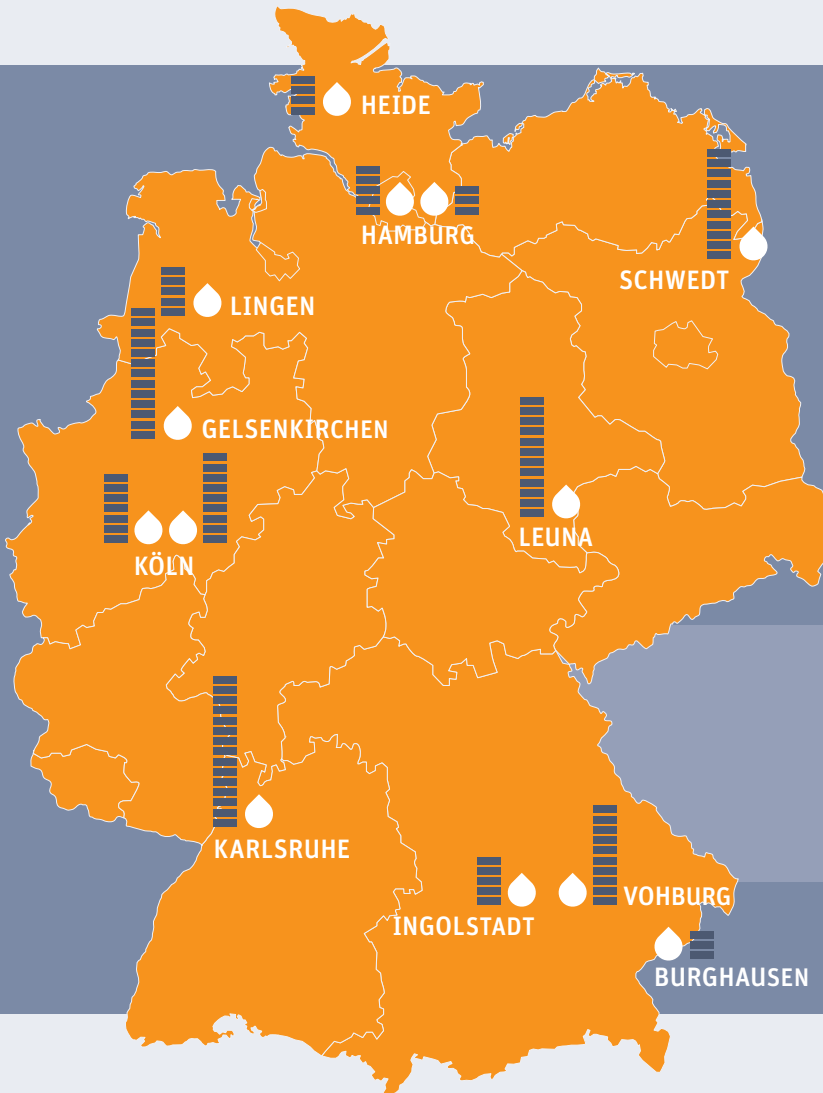 HEIDE
HAMBURG
SCHWEDT
LINGEN
GELSENKIRCHEN
LEUNA
KÖLN
KARLSRUHE
VOHBURG
INGOLSTADT
BURGHAUSEN